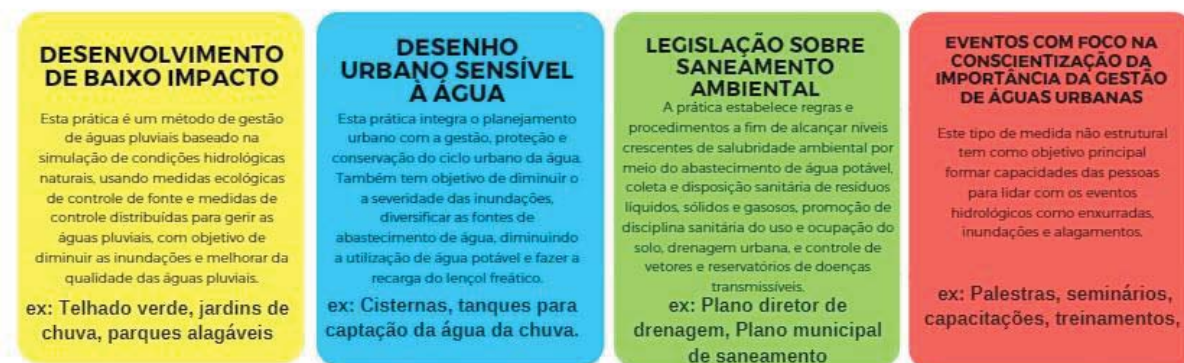 DESENVOLVIMENTO
DE BAIXO IMPACTO
Esta prática é um método de gestão
de águas pluviais baseado na
simulação de condições hidrológicas
naturais, usando medidas ecológicas
de controle de fonte e medidas de
controle distribuídas para gerir as
águas pluviais, com objetivo de
diminuir as inundações e melhorar da
qualidade das águas pluviais.
ex: Telhado verde, jardins de
chuva, parques alagáveis
DESENHO
URBANO SENSÍVEL
À ÁGUA
Esta prática integra o planejamento
urbano com a gestão, proteção e
conservação do ciclo urbano da água.
Também tem objetivo de diminuir o
a severidade das inundações,
diversificar as fontes de
abastecimento de água, diminuindo
a utilização de água potável e fazer a
recarga do lençol freático.
ex: Cisternas, tanques para
captação da água da chuva.
LEGISLAÇÃO SOBRE
SANEAMENTO
AMBIENTAL
A prática estabelece regras e
procedimentos a fim de alcançar níveis
crescentes de salubridade ambiental por
meio do abastecimento de água potável,
coleta e disposição sanitária de resíduos
líquidos, sólidos e gasosos, promoção de
disciplina sanitária do uso e ocupação do
solo, drenagem urbana, e controle de
vetores e reservatórios de doenças
transmissíveis.
ex: Plano diretor de
drenagem, Plano municipal
de saneamento
EVENTOS COM FOCO NA
CONSCIENTIZAÇÃO DA
IMPORTÂNCIA DA GESTÃO
DE ÁGUAS URBANAS
Este tipo de medida não estrutural
tem como objetivo principal
formar capacidades das pessoas
para lidar com os eventos
hidrológicos como enxurradas,
inundações e alagamentos.
ex: Palestras, seminários,
capacitações, treinamentos,